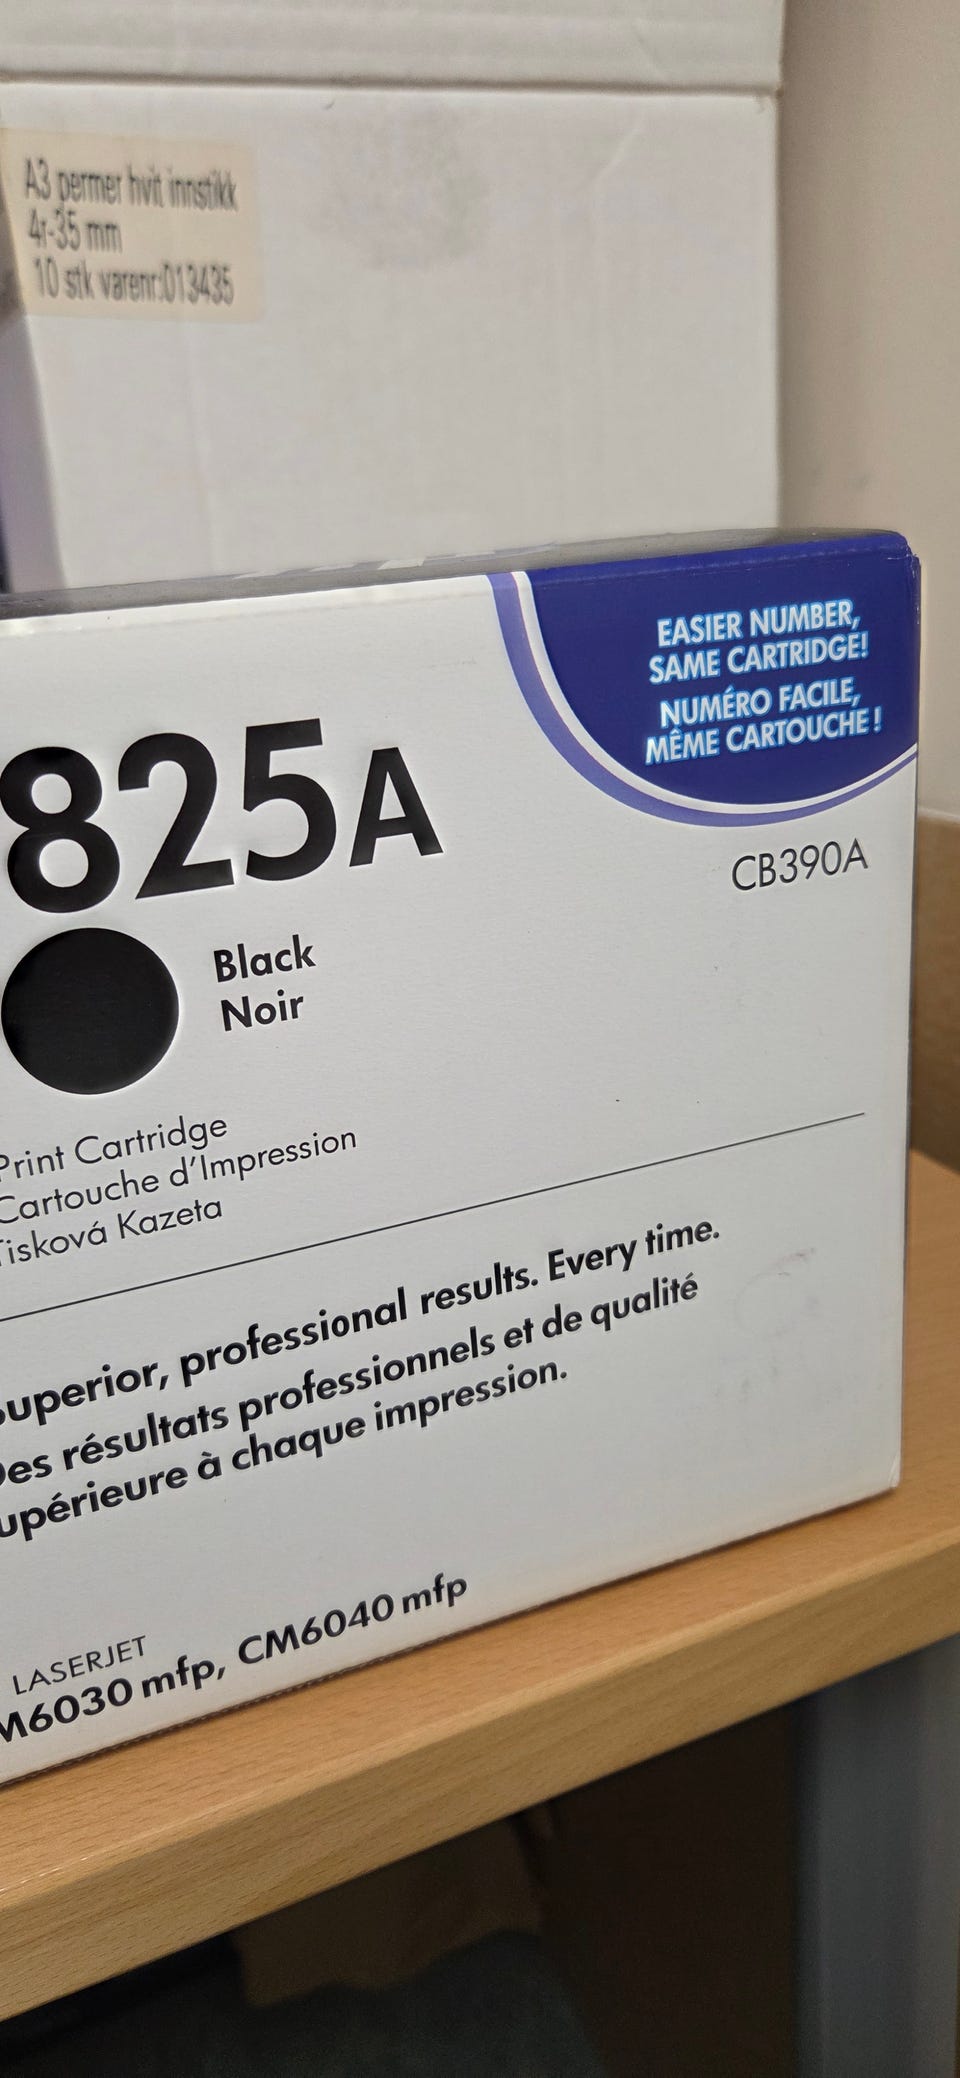 A3 permer hvit innstikk
4r-35 mm
10 stk varenr:013435
EASIER NUMBER,
SAME CARTRIDGE!
NUMÉRO FACILE,
MÊME CARTOUCHE !
825A
CB390A
Black
Noir
Print Cartridge
Cartouche d'Impression
Tisková Kazeta
Superior, professional results. Every time.
Des résultats professionnels et de qualité
supérieure à chaque impression.
LASERJET
M6030 mfp, CM6040 mfp